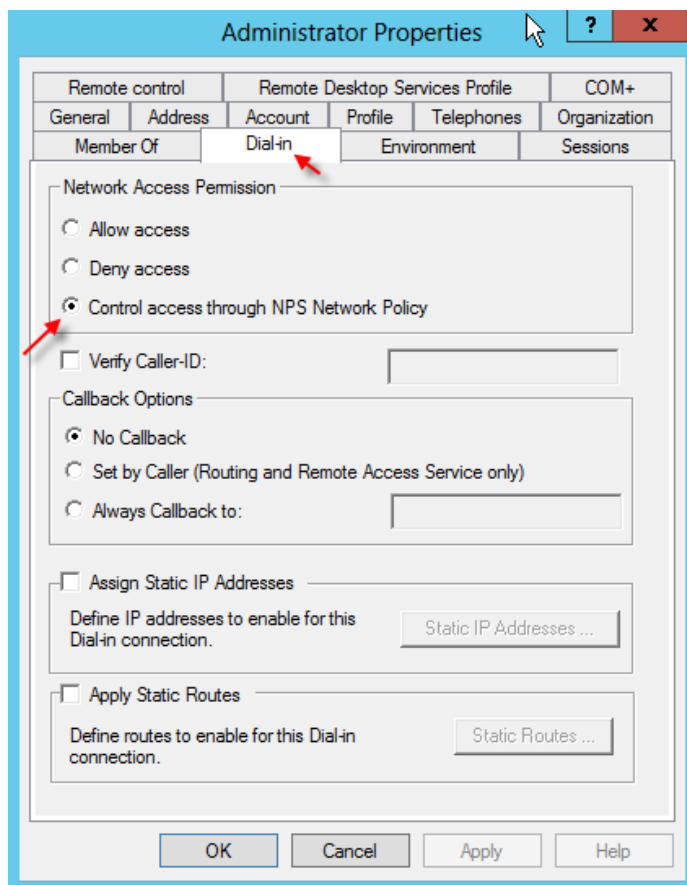 Administrator Properties
?
x
Remote control
Remote Desktop Services Profile
COM+
General
Address
Account
Profile
Telephones
Organization
Member Of
Dial-in
Environment
Sessions
Network Access Permission
Allow access
Deny access
Control access through NPS Network Policy
Verify Caller-ID:
Callback Options
No Callback
Set by Caller (Routing and Remote Access Service only)
Always Callback to:
Assign Static IP Addresses
Define IP addresses to enable for this
Dial-in connection.
Static IP Addresses ...
Apply Static Routes
Define routes to enable for this Dial-in
connection.
Static Routes ...
OK
Cancel
Apply
Help